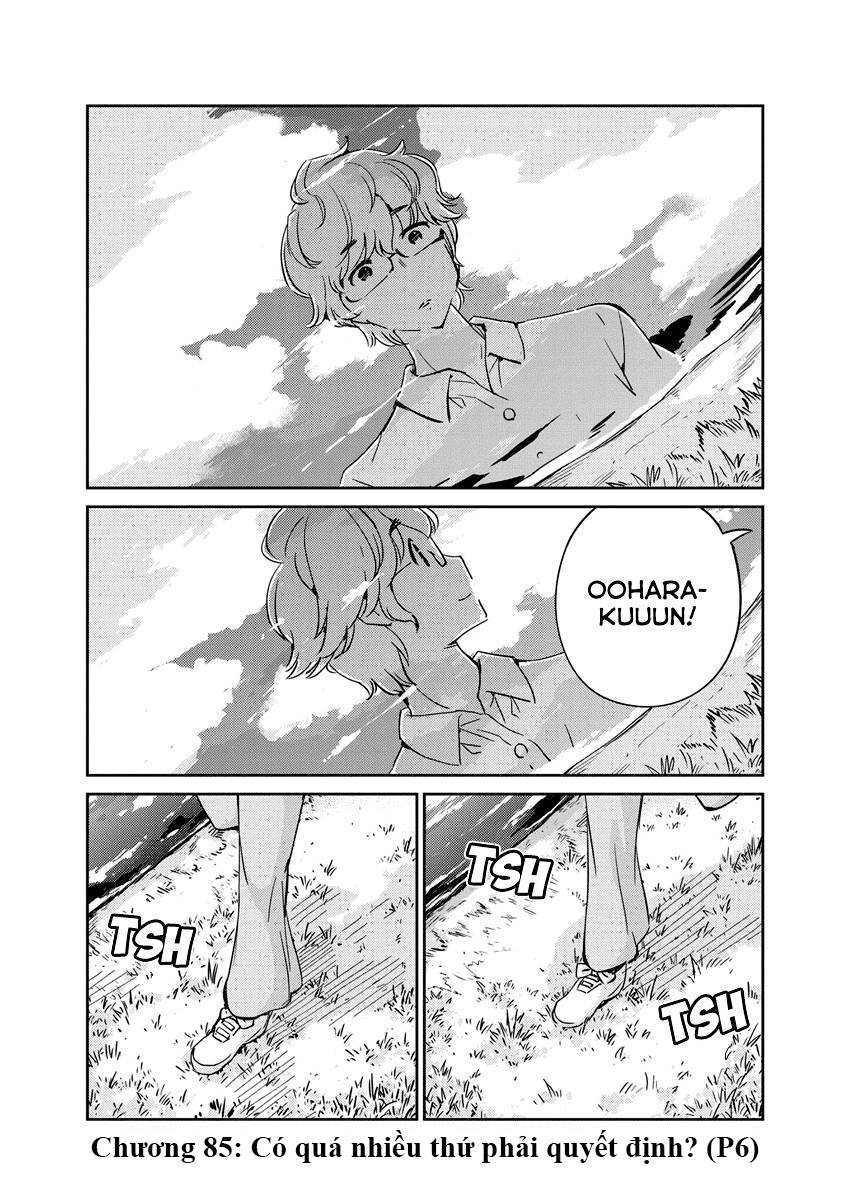 OOHARA-
KUUUN!
TSH
TSH
TSH
Chương 85: Có quá nhiều thứ phải quyết định? (P6)